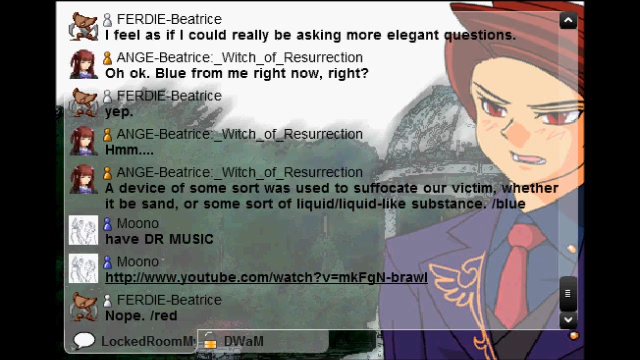 FERDIE-Beatrice
I feel as if I could really be asking more elegant questions.
ANGE-Beatrice:_Witch_of_Resurrection
Oh ok. Blue from me right now, right?
FERDIE-Beatrice
yep.
ANGE-Beatrice:_Witch_of_Resurrection
Hmm....
ANGE-Beatrice:_Witch_of_Resurrection
A device of some sort was used to suffocate our victim, whether
it be sand, or some sort of liquid/liquid-like substance. /blue
Moono
have DR MUSIC
Moono
http://www.youtube.com/watch?v=mkFgN-brawI
FERDIE-Beatrice
Nope. /red
LockedRoomM
DWaM